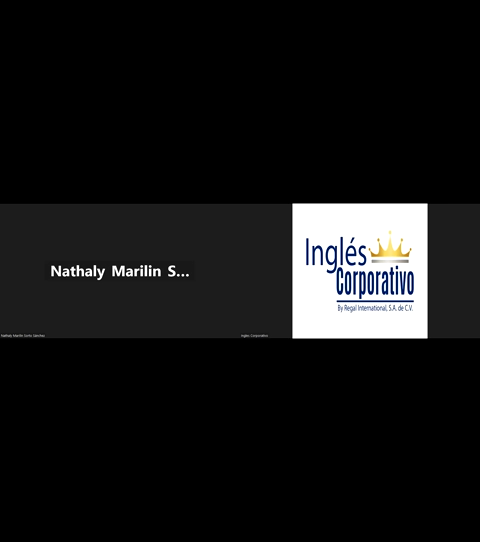 Nathaly Marilin S...
Inglés
Corporativo
By Regal International, S.A. de C.V.
Inglés Corporativo